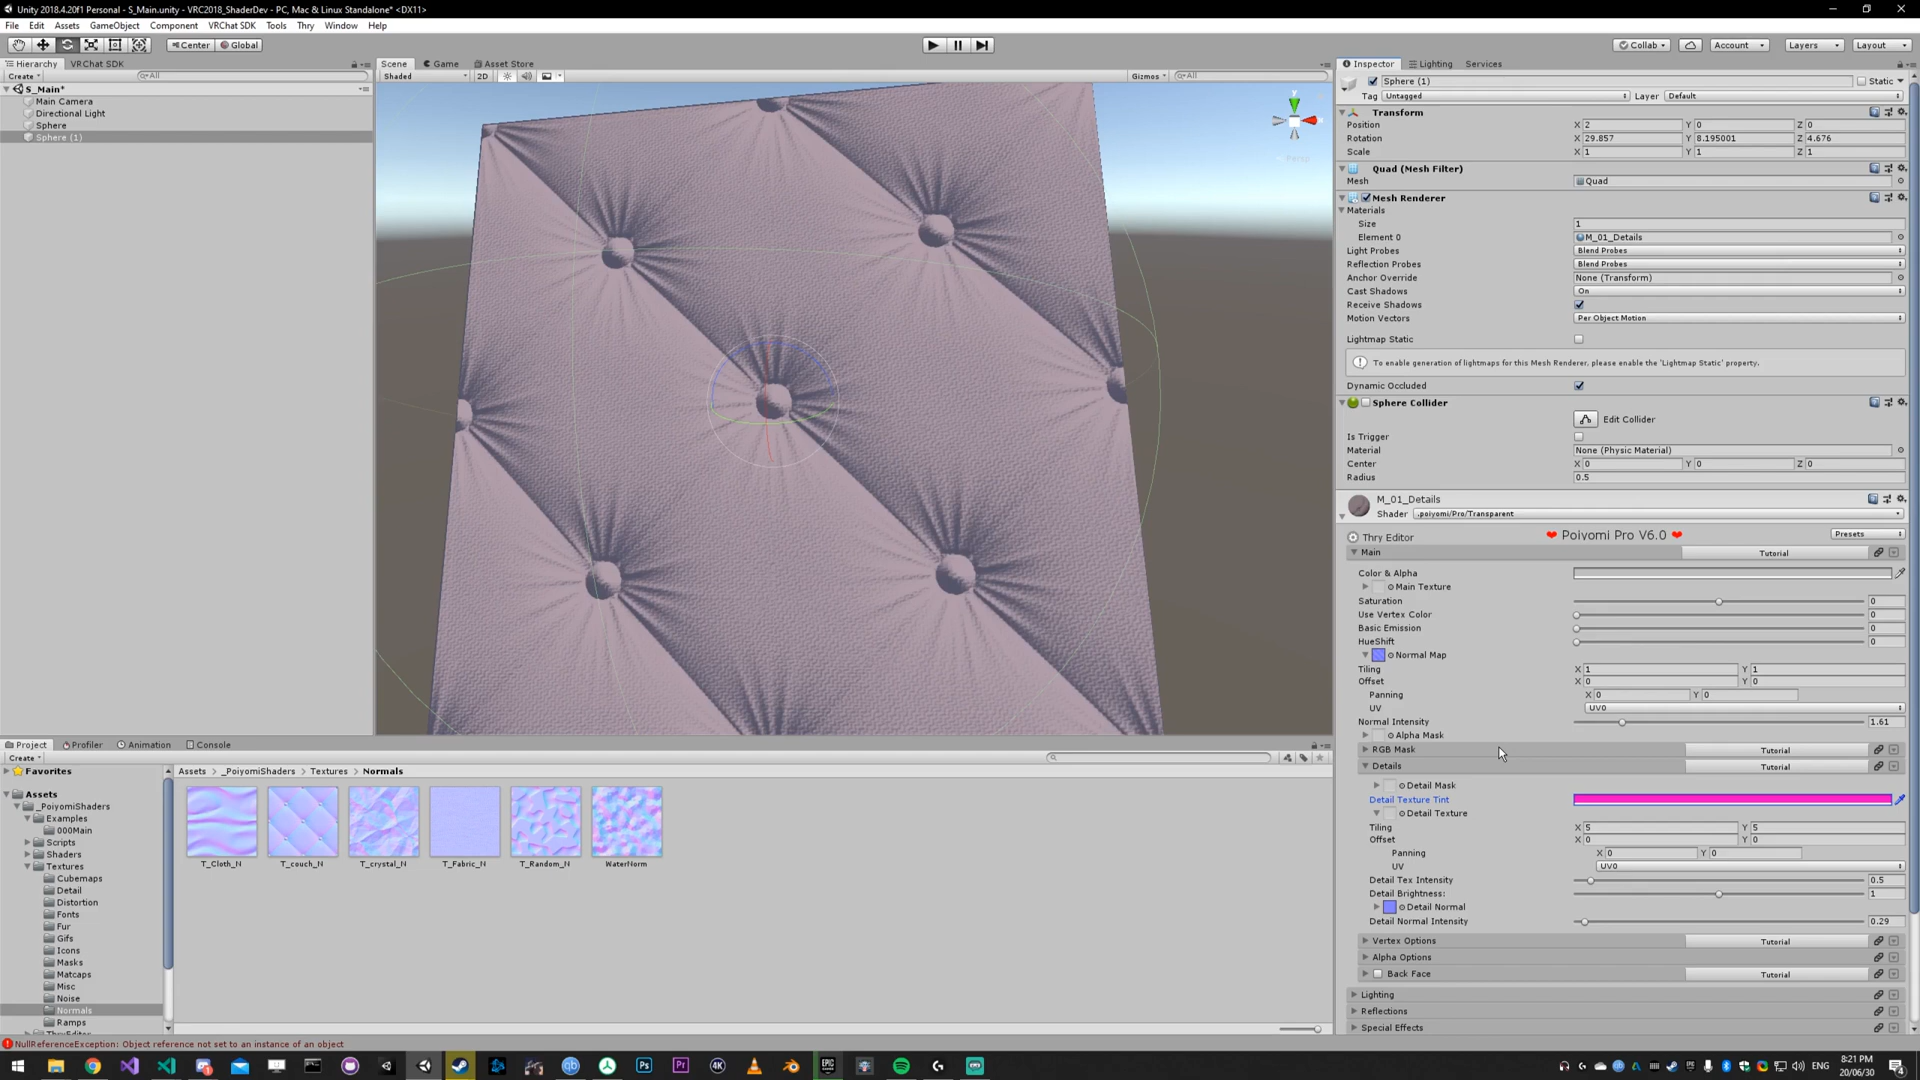 Unity 2018.4.20f1 Personal - S_Main.unity - VRC2018_ShaderDev - PC, Mac & Linux Standalone* <DX11>
File Edit Assets GameObject Component VRChat SDK Tools Thry Window Help
Center Global Collab Account Layers Layout
Hierarchy VRChat SDK
Create All
S_Main*
Main Camera
Directional Light
Sphere
Sphere (1)
Scene Game Asset Store
Shaded 2D Gizmos All
y
Persp
Inspector Lighting Services
Sphere (1) Static
Tag Untagged Layer Default
Transform
Position X 2 Y 0 Z 0
Rotation X 29.857 Y 8.195001 Z 4.676
Scale X 1 Y 1 Z 1
Quad (Mesh Filter)
Mesh Quad
Mesh Renderer
Materials
Size 1
Element 0 M_01_Details
Light Probes Blend Probes
Reflection Probes Blend Probes
Anchor Override None (Transform)
Cast Shadows On
Receive Shadows
Motion Vectors Per Object Motion
Lightmap Static
To enable generation of lightmaps for this Mesh Renderer, please enable the 'Lightmap Static' property.
Dynamic Occluded
Sphere Collider
Edit Collider
Is Trigger
Material None (Physic Material)
Center X 0 Y 0 Z 0
Radius 0.5
M_01_Details
Shader .poiyomi/Pro/Transparent
Thry Editor ❤ Poiyomi Pro V6.0 ❤ Presets
Main Tutorial
Color & Alpha
Main Texture
Saturation 0
Use Vertex Color 0
Basic Emission 0
HueShift 0
Normal Map
Tiling X 1 Y 1
Offset X 0 Y 0
Panning X 0 Y 0
UV UV0
Normal Intensity 1.61
Alpha Mask
RGB Mask Tutorial
Details Tutorial
Detail Mask
Detail Texture Tint
Detail Texture
Tiling X 5 Y 5
Offset X 0 Y 0
Panning X 0 Y 0
UV UV0
Detail Tex Intensity 0.5
Detail Brightness: 1
Detail Normal
Detail Normal Intensity 0.29
Vertex Options Tutorial
Alpha Options
Back Face Tutorial
Lighting
Reflections
Special Effects
Project Profiler Animation Console
Create
Favorites
Assets
_PoiyomiShaders
Examples
000Main
Scripts
Shaders
Textures
Cubemaps
Detail
Distortion
Fonts
Fur
Gifs
Icons
Masks
Matcaps
Misc
Noise
Normals
Ramps
ThryEditor
Assets _PoiyomiShaders Textures Normals
T_Cloth_N T_couch_N T_crystal_N T_Fabric_N T_Random_N WaterNorm
NullReferenceException: Object reference not set to an instance of an object
qb Ps Pr 4K EPIC GAMES
ENG 8:21 PM
20/06/30
4